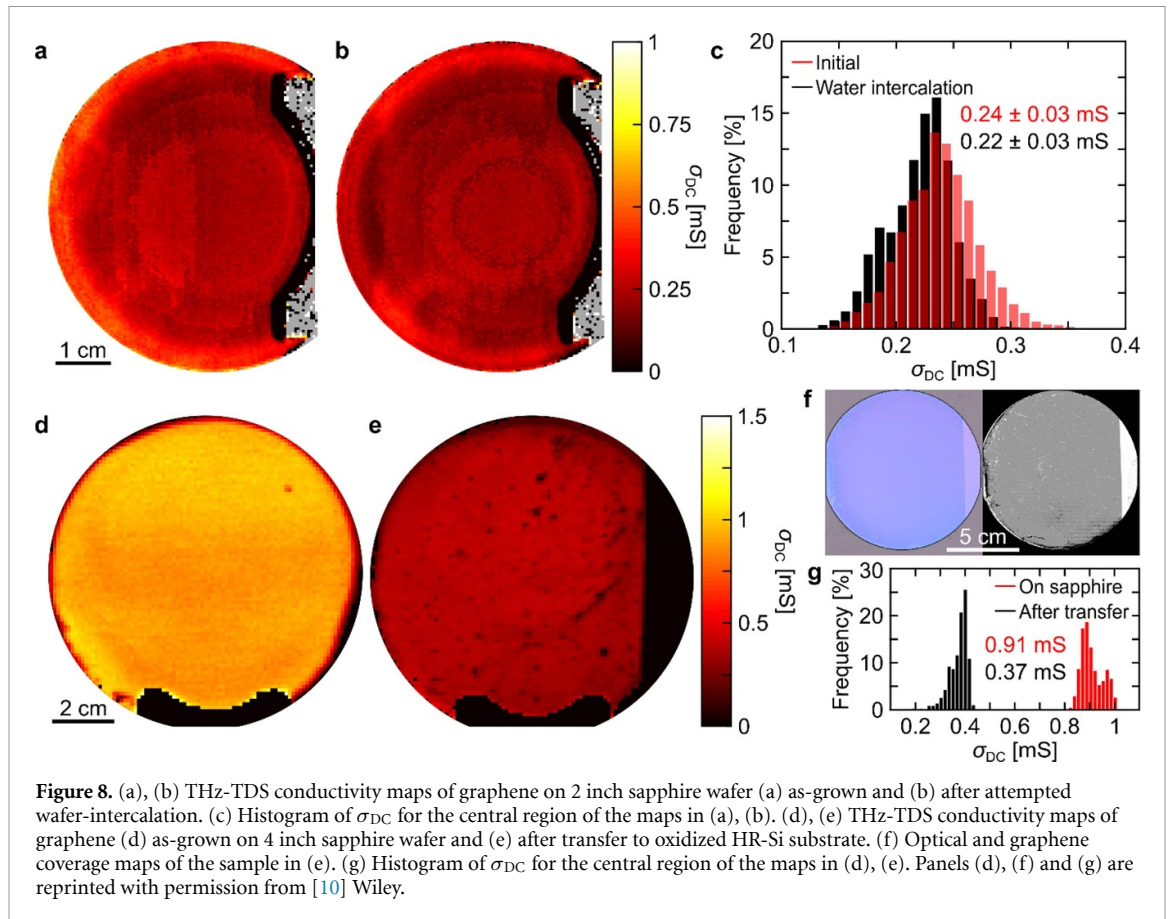 a
b
1 cm
1
0.75
0.5
0.25
0
σDC [mS]
c
20
15
10
5
0
Frequency [%]
Initial
Water intercalation
0.24 ± 0.03 mS
0.22 ± 0.03 mS
0.1 0.2 0.3 0.4
σDC [mS]
d
e
2 cm
1.5
1
0.5
0
σDC [mS]
f
5 cm
g
30
20
10
0
Frequency [%]
On sapphire
After transfer
0.91 mS
0.37 mS
0.2 0.4 0.6 0.8 1
σDC [mS]
Figure 8. (a), (b) THz-TDS conductivity maps of graphene on 2 inch sapphire wafer (a) as-grown and (b) after attempted
wafer-intercalation. (c) Histogram of σDC for the central region of the maps in (a), (b). (d), (e) THz-TDS conductivity maps of
graphene (d) as-grown on 4 inch sapphire wafer and (e) after transfer to oxidized HR-Si substrate. (f) Optical and graphene
coverage maps of the sample in (e). (g) Histogram of σDC for the central region of the maps in (d), (e). Panels (d), (f) and (g) are
reprinted with permission from [10] Wiley.